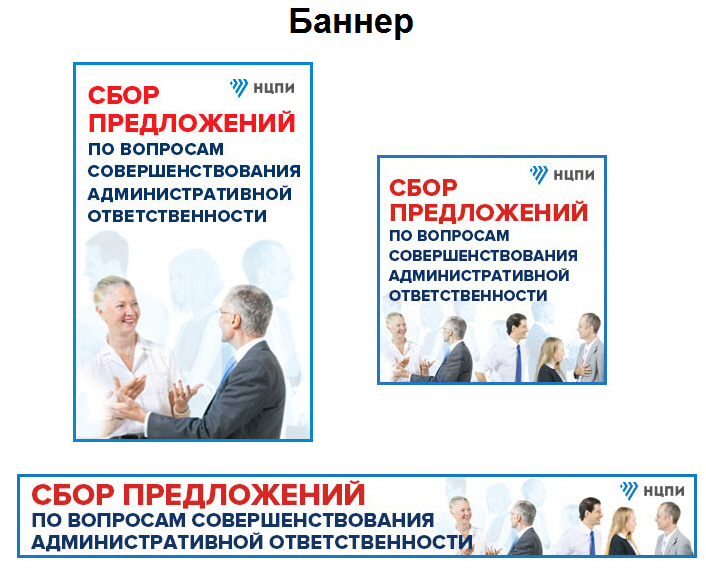 Баннер
НЦПИ
СБОР
ПРЕДЛОЖЕНИЙ
ПО ВОПРОСАМ
СОВЕРШЕНСТВОВАНИЯ
АДМИНИСТРАТИВНОЙ
ОТВЕТСТВЕННОСТИ
НЦПИ
СБОР
ПРЕДЛОЖЕНИЙ
ПО ВОПРОСАМ
СОВЕРШЕНСТВОВАНИЯ
АДМИНИСТРАТИВНОЙ
ОТВЕТСТВЕННОСТИ
СБОР ПРЕДЛОЖЕНИЙ
НЦПИ
ПО ВОПРОСАМ СОВЕРШЕНСТВОВАНИЯ
АДМИНИСТРАТИВНОЙ ОТВЕТСТВЕННОСТИ